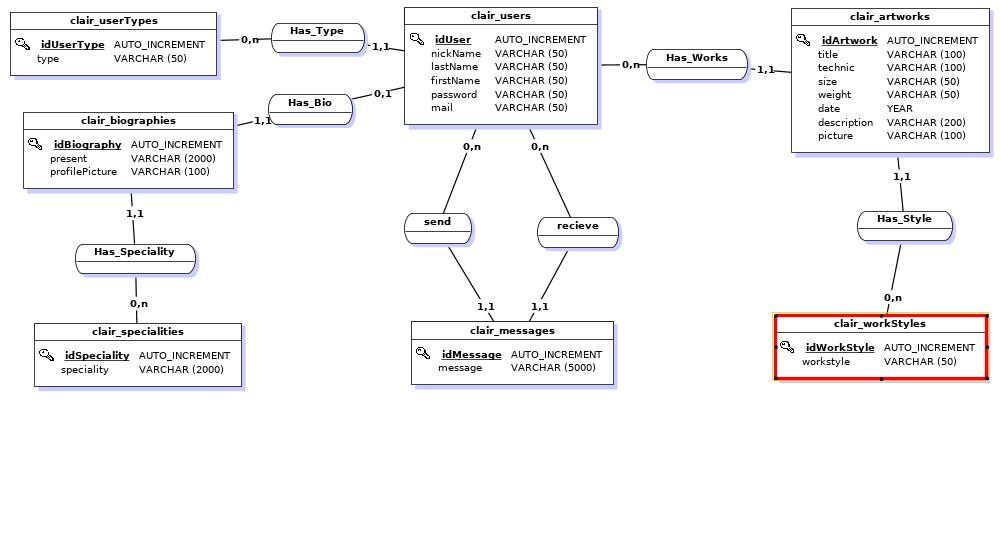 clair_userTypes
idUserType AUTO_INCREMENT
type VARCHAR (50)
0,n
Has_Type
1,1
clair_users
idUser AUTO_INCREMENT
nickName VARCHAR (50)
lastName VARCHAR (50)
firstName VARCHAR (50)
password VARCHAR (50)
mail VARCHAR (50)
0,n
Has_Works
1,1
clair_artworks
idArtwork AUTO_INCREMENT
title VARCHAR (100)
technic VARCHAR (100)
size VARCHAR (50)
weight VARCHAR (50)
date YEAR
description VARCHAR (200)
picture VARCHAR (100)
0,1
Has_Bio
1,1
clair_biographies
idBiography AUTO_INCREMENT
present VARCHAR (2000)
profilePicture VARCHAR (100)
1,1
Has_Speciality
0,n
clair_specialities
idSpeciality AUTO_INCREMENT
speciality VARCHAR (2000)
0,n
0,n
send
recieve
1,1
1,1
clair_messages
idMessage AUTO_INCREMENT
message VARCHAR (5000)
1,1
Has_Style
0,n
clair_workStyles
idWorkStyle AUTO_INCREMENT
workstyle VARCHAR (50)